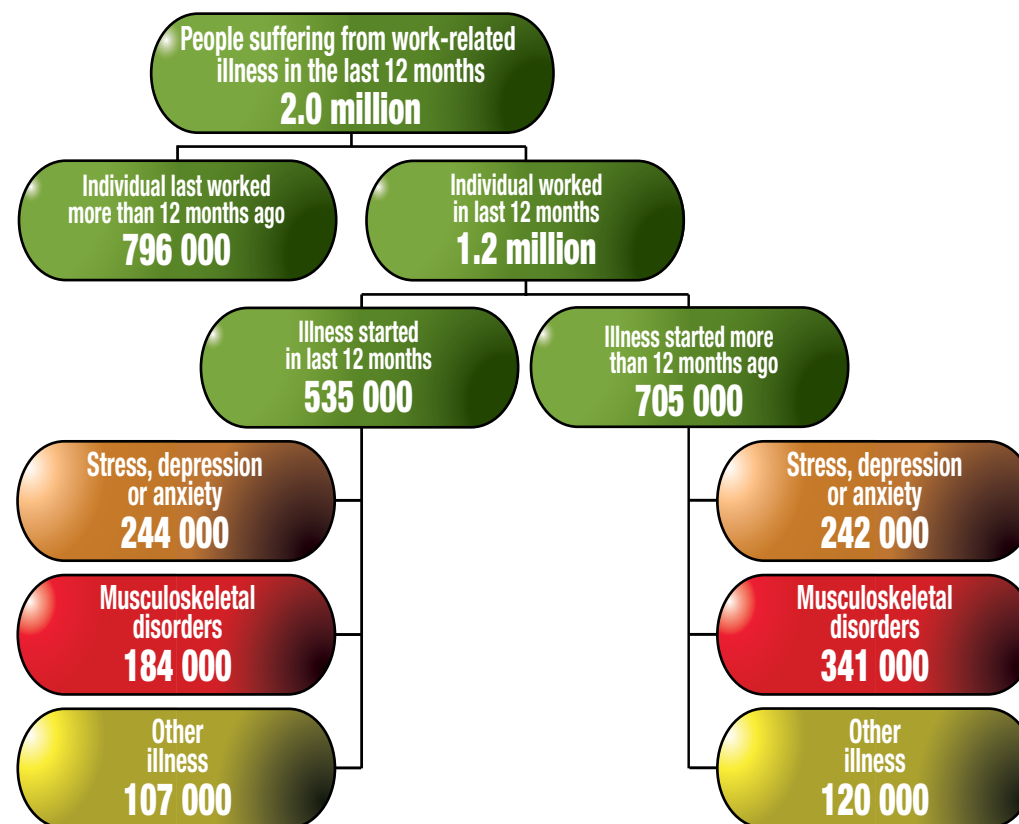 People suffering from work-related
illness in the last 12 months
2.0 million
Individual last worked
more than 12 months ago
796 000
Individual worked
in last 12 months
1.2 million
Illness started
in last 12 months
535 000
Illness started more
than 12 months ago
705 000
Stress, depression
or anxiety
244 000
Musculoskeletal
disorders
184 000
Other
illness
107 000
Stress, depression
or anxiety
242 000
Musculoskeletal
disorders
341 000
Other
illness
120 000